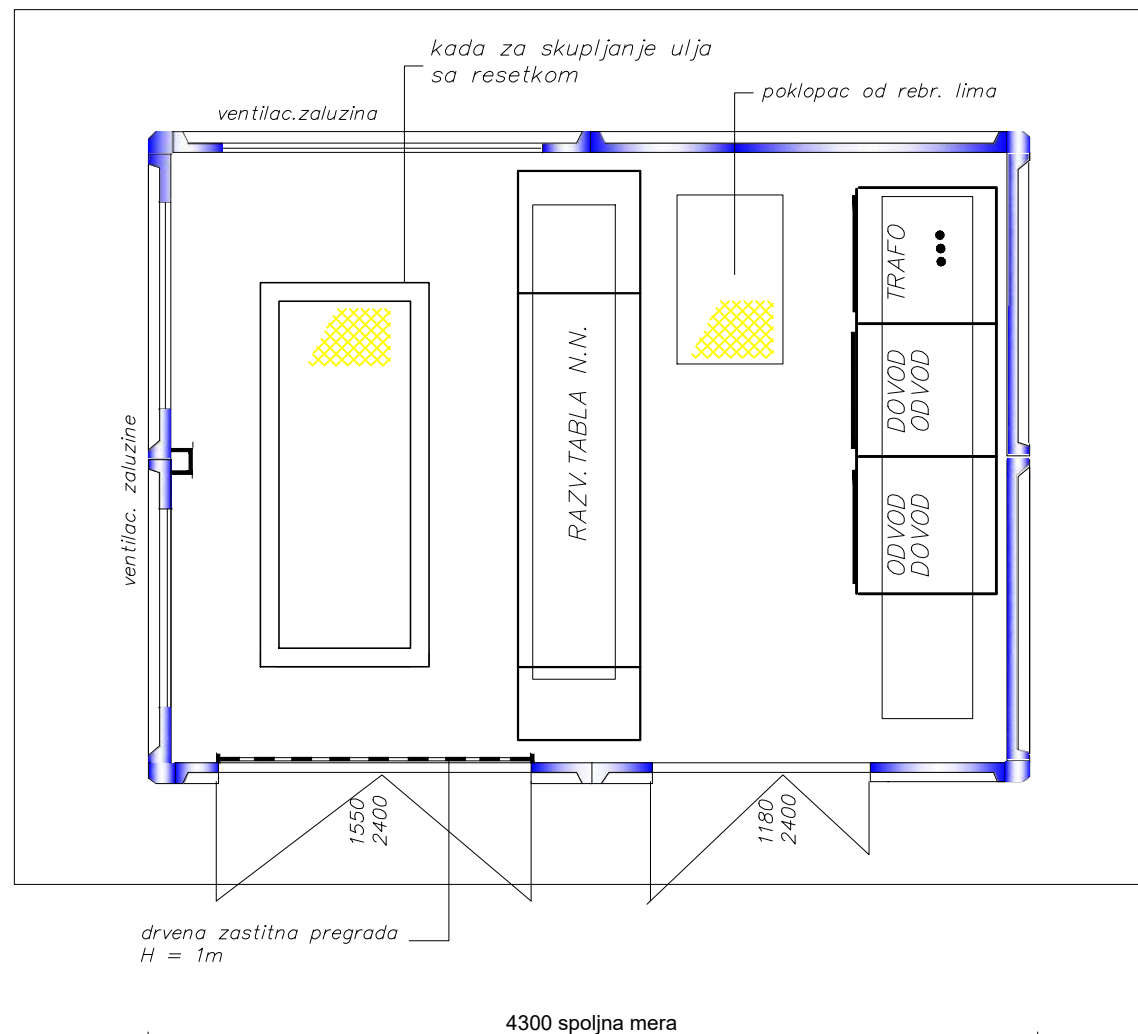 kada za skupljanje ulja
sa resetkom
poklopac od rebr. lima
ventilac.zaluzina
TRAFO
DOVOD
ODVOD
RAZV.TABLA N.N.
ventilac. zaluzine
ODVOD
DOVOD
1550
2400
1180
2400
drvena zastitna pregrada
H = 1m
4300 spoljna mera